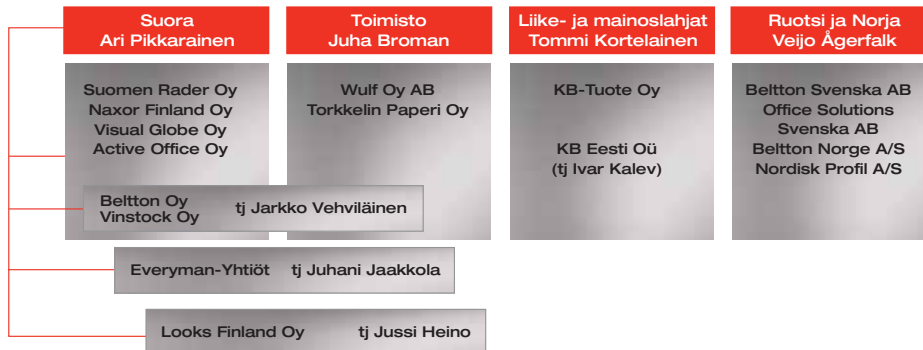 Suora
Ari Pikkarainen
Suomen Rader Oy
Naxor Finland Oy
Visual Globe Oy
Active Office Oy
Toimisto
Juha Broman
Wulf Oy AB
Torkkelin Paperi Oy
Liike- ja mainoslahjat
Tommi Kortelainen
KB-Tuote Oy
KB Eesti Oü
(tj Ivar Kalev)
Ruotsi ja Norja
Veijo Ågerfalk
Beltton Svenska AB
Office Solutions
Svenska AB
Beltton Norge A/S
Nordisk Profil A/S
Beltton Oy
Vinstock Oy
tj Jarkko Vehviläinen
Everyman-Yhtiöt tj Juhani Jaakkola
Looks Finland Oy tj Jussi Heino